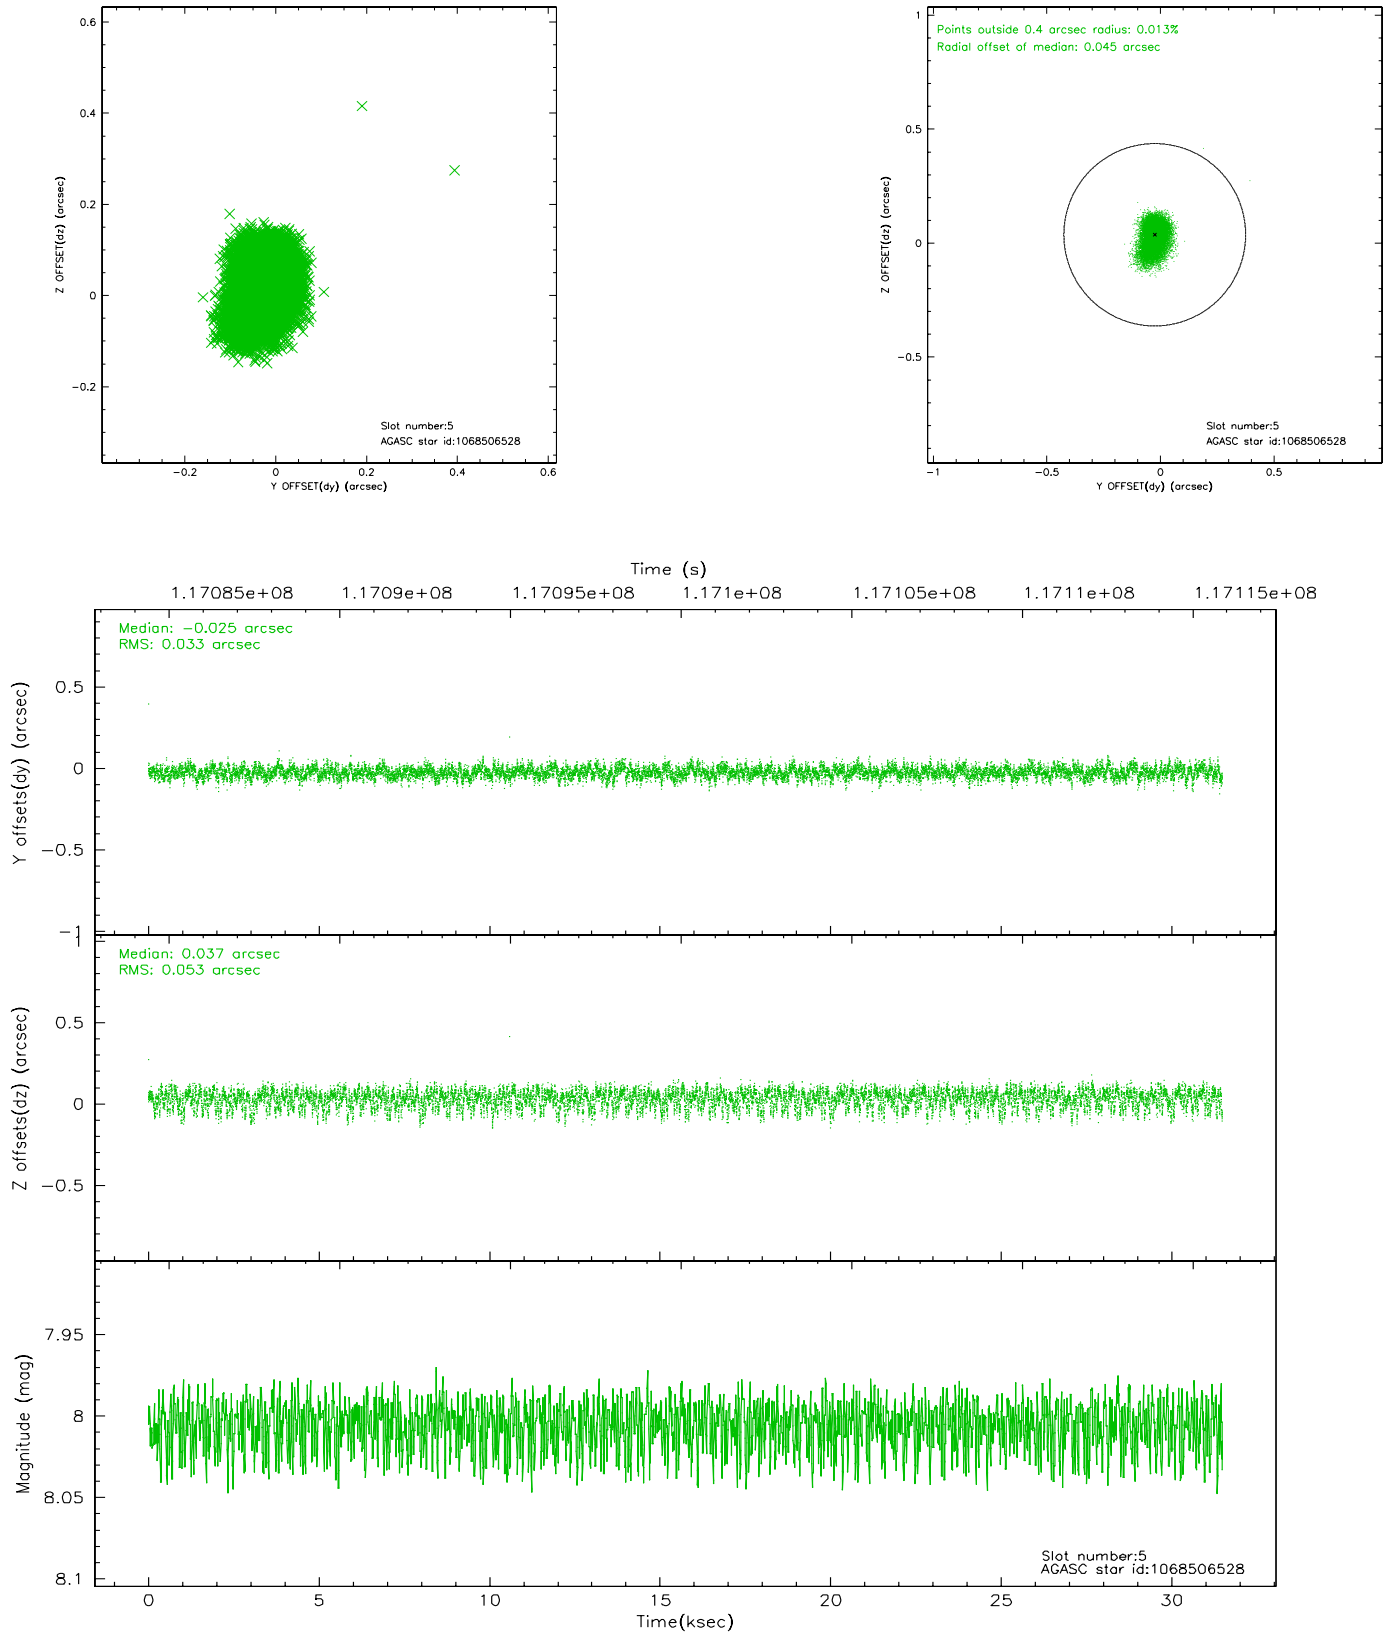 0.6
0.4
0.2
0
−0.2
Z OFFSET(dz) (arcsec)
Slot number:5
AGASC star id:1068506528
−0.2 0 0.2 0.4 0.6
Y OFFSET(dy) (arcsec)
1
0.5
0
−0.5
−1
Z OFFSET(dz) (arcsec)
Points outside 0.4 arcsec radius: 0.013%
Radial offset of median: 0.045 arcsec
Slot number:5
AGASC star id:1068506528
−1 −0.5 0 0.5
Y OFFSET(dy) (arcsec)
Time (s)
1.17085e+08 1.1709e+08 1.17095e+08 1.171e+08 1.17105e+08 1.1711e+08 1.17115e+08
Median: −0.025 arcsec
RMS: 0.033 arcsec
0.5
0
−0.5
−1
Y offsets(dy) (arcsec)
Median: 0.037 arcsec
RMS: 0.053 arcsec
1
0.5
0
−0.5
Z offsets(dz) (arcsec)
7.95
8
8.05
8.1
Magnitude (mag)
Slot number:5
AGASC star id:1068506528
0 5 10 15 20 25 30
Time(ksec)